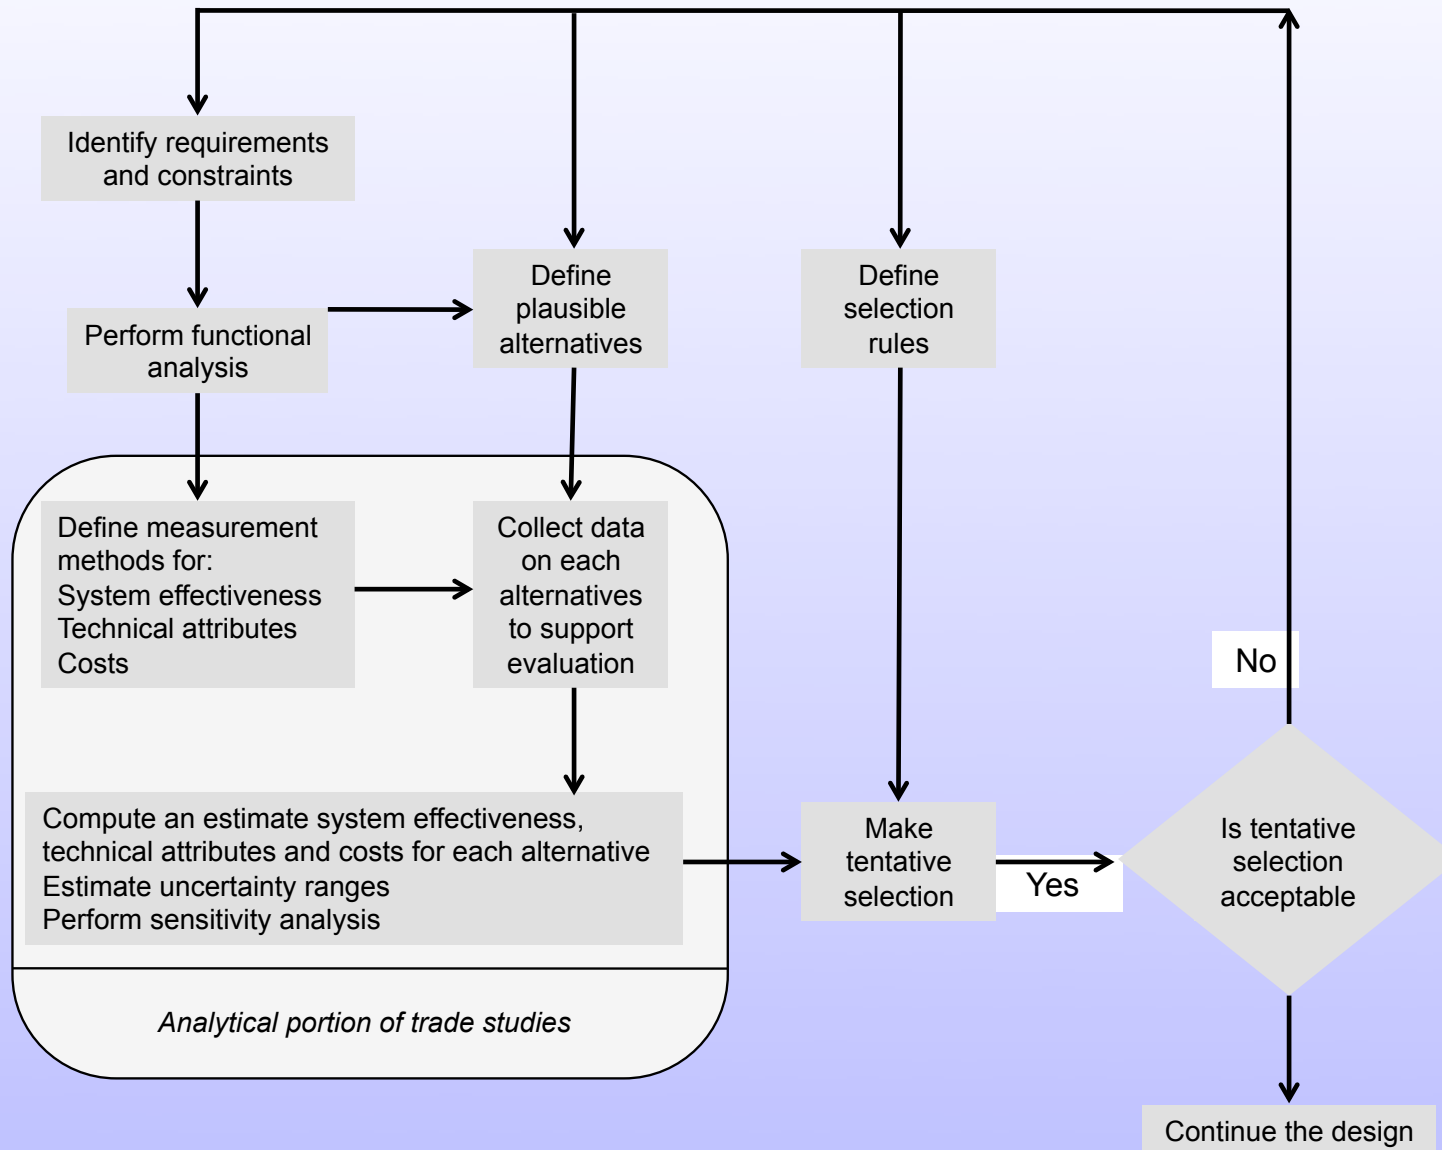 Identify requirements
and constraints
Perform functional
analysis
Define
plausible
alternatives
Define
selection
rules
Define measurement
methods for:
System effectiveness
Technical attributes
Costs
Collect data
on each
alternatives
to support
evaluation
No
Compute an estimate system effectiveness,
technical attributes and costs for each alternative
Estimate uncertainty ranges
Perform sensitivity analysis
Make
tentative
selection
Yes
Is tentative
selection
acceptable
Analytical portion of trade studies
Continue the design